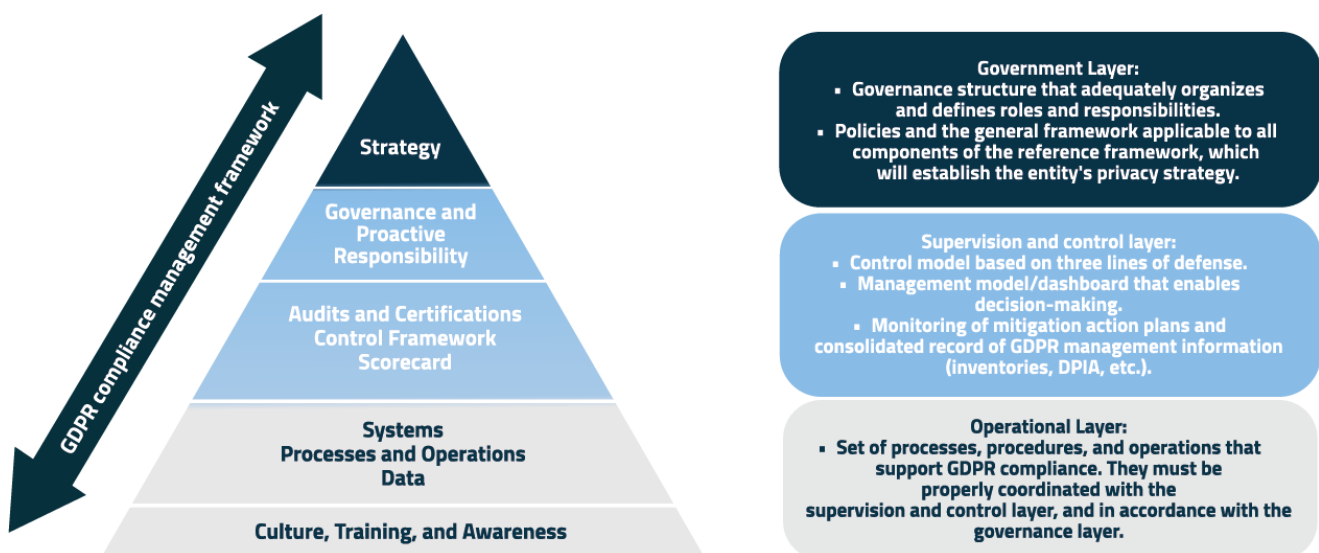 GDPR compliance management framework
Strategy
Governance and
Proactive
Responsibility
Audits and Certifications
Control Framework
Scorecard
Systems
Processes and Operations
Data
Culture, Training, and Awareness
Government Layer:
▪ Governance structure that adequately organizes
and defines roles and responsibilities.
▪ Policies and the general framework applicable to all
components of the reference framework, which
will establish the entity's privacy strategy.
Supervision and control layer:
▪ Control model based on three lines of defense.
▪ Management model/dashboard that enables
decision-making.
▪ Monitoring of mitigation action plans and
consolidated record of GDPR management information
(inventories, DPIA, etc.).
Operational Layer:
▪ Set of processes, procedures, and operations that
support GDPR compliance. They must be
properly coordinated with the
supervision and control layer, and in accordance with the
governance layer.